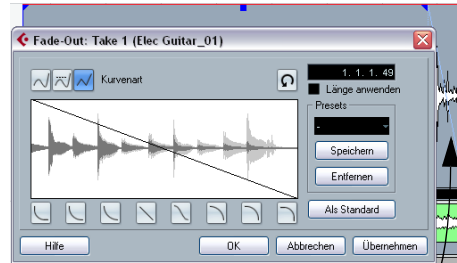 Fade-Out: Take 1 (Elec Guitar_01)
Kurvenart
1. 1. 1. 49
Länge anwenden
Presets
-
Speichern
Entfernen
Als Standard
Hilfe
OK
Abbrechen
Übernehmen